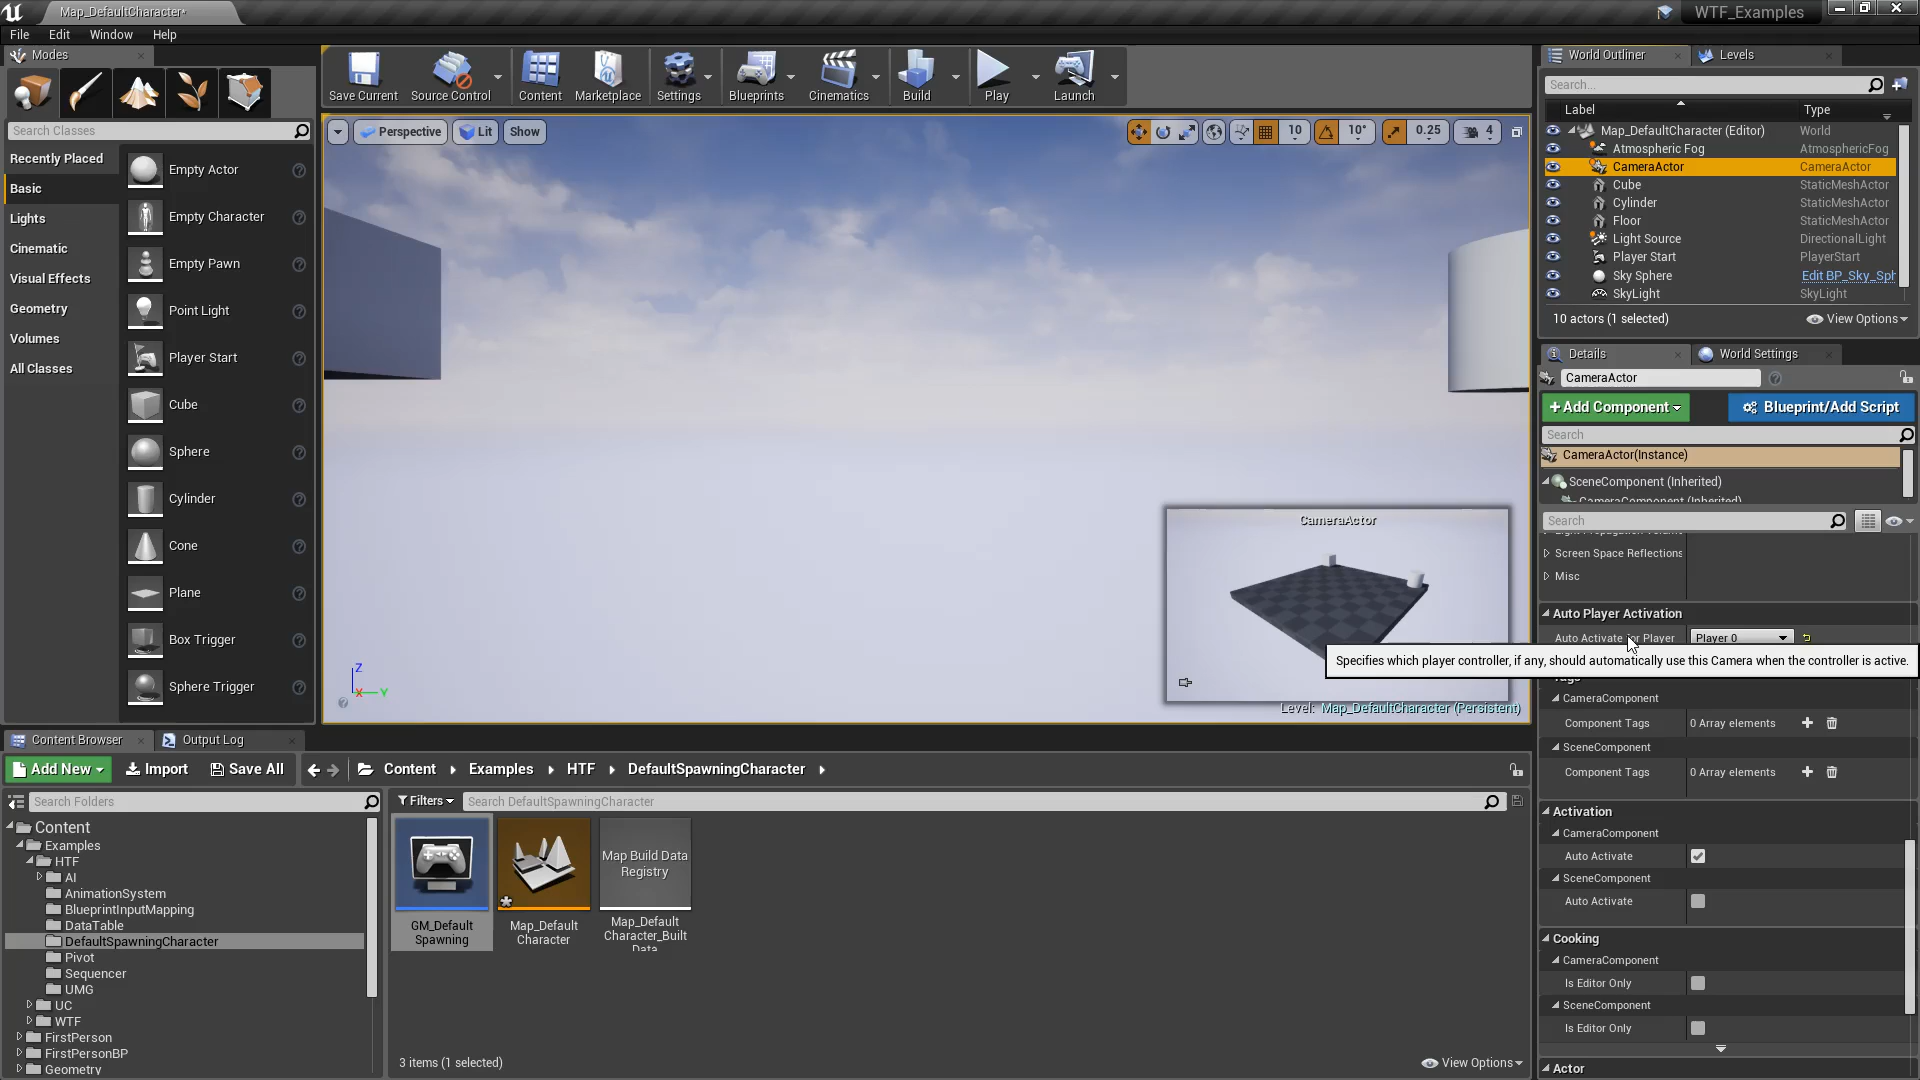 Map_DefaultCharacter*
WTF_Examples
File Edit Window Help
Modes
Search Classes
Recently Placed
Basic
Lights
Cinematic
Visual Effects
Geometry
Volumes
All Classes
Empty Actor
Empty Character
Empty Pawn
Point Light
Player Start
Cube
Sphere
Cylinder
Cone
Plane
Box Trigger
Sphere Trigger
Save Current Source Control Content Marketplace Settings Blueprints Cinematics Build Play Launch
Perspective Lit Show
10 10° 0.25 4
CameraActor
Z
X Y
Level: Map_DefaultCharacter (Persistent)
World Outliner Levels
Search...
Label Type
Map_DefaultCharacter (Editor) World
Atmospheric Fog AtmosphericFog
CameraActor CameraActor
Cube StaticMeshActor
Cylinder StaticMeshActor
Floor StaticMeshActor
Light Source DirectionalLight
Player Start PlayerStart
Sky Sphere Edit BP_Sky_Sph
SkyLight SkyLight
10 actors (1 selected) View Options
Details World Settings
CameraActor
+Add Component Blueprint/Add Script
Search
CameraActor(Instance)
SceneComponent (Inherited)
CameraComponent (Inherited)
Search
Light Propagation Volume
Screen Space Reflections
Misc
Auto Player Activation
Auto Activate for Player Player 0
Specifies which player controller, if any, should automatically use this Camera when the controller is active.
Tags
CameraComponent
Component Tags 0 Array elements
SceneComponent
Component Tags 0 Array elements
Activation
CameraComponent
Auto Activate
SceneComponent
Auto Activate
Cooking
CameraComponent
Is Editor Only
SceneComponent
Is Editor Only
Actor
Content Browser Output Log
Add New Import Save All Content Examples HTF DefaultSpawningCharacter
Search Folders
Filters Search DefaultSpawningCharacter
Content
Examples
HTF
AI
AnimationSystem
BlueprintInputMapping
DataTable
DefaultSpawningCharacter
Pivot
Sequencer
UMG
UC
WTF
FirstPerson
FirstPersonBP
Geometry
GM_Default
Spawning
Map_Default
Character
Map Build Data
Registry
Map_Default
Character_Built
Data
3 items (1 selected) View Options